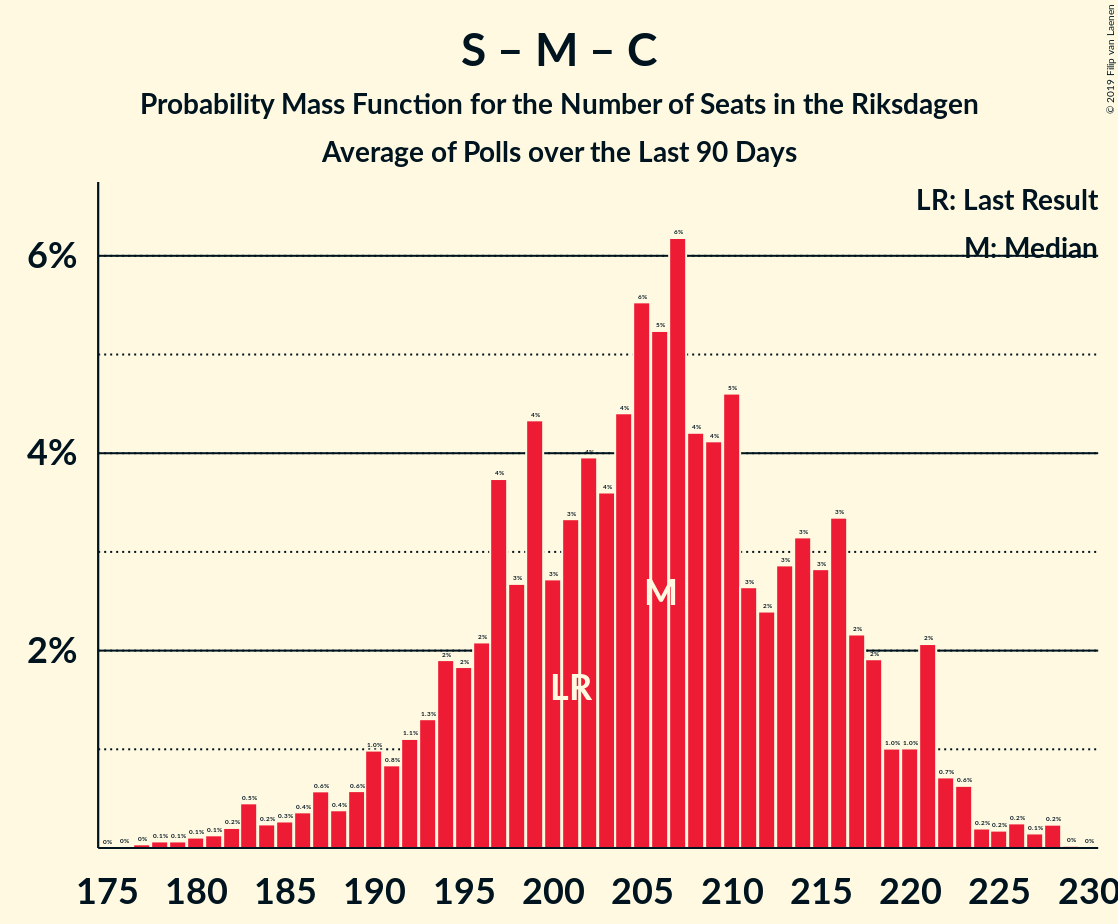 S – M – C
Probability Mass Function for the Number of Seats in the Riksdagen
Average of Polls over the Last 90 Days
© 2019 Filip van Laenen
LR: Last Result
M: Median
6%
4%
2%
0% 0% 0% 0.1% 0.1% 0.1% 0.1% 0.2% 0.5% 0.2% 0.3% 0.4% 0.6% 0.4% 0.6% 1.0% 0.8% 1.1% 1.3% 2% 2% 2% 4% 3% 4% 3% 3% 4% 4% 4% 6% 5% 6% 4% 4% 5% 3% 2% 3% 3% 3% 3% 2% 2% 1.0% 1.0% 2% 0.7% 0.6% 0.2% 0.2% 0.2% 0.1% 0.2% 0% 0%
M
LR
175 180 185 190 195 200 205 210 215 220 225 230